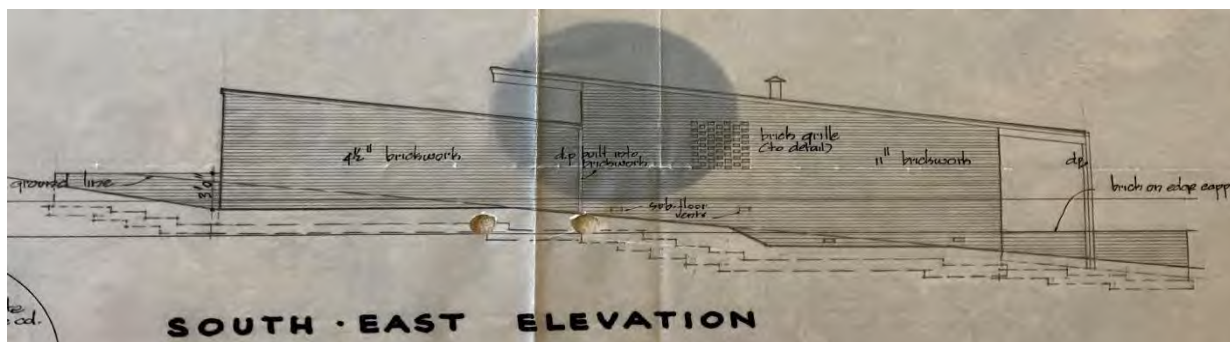 brick grille
(to detail)
4½" brickwork
d.p built into
brickwork
11" brickwork
dp
ground line
3'0"
brick on edge capp
sub-floor
vents
SOUTH · EAST ELEVATION